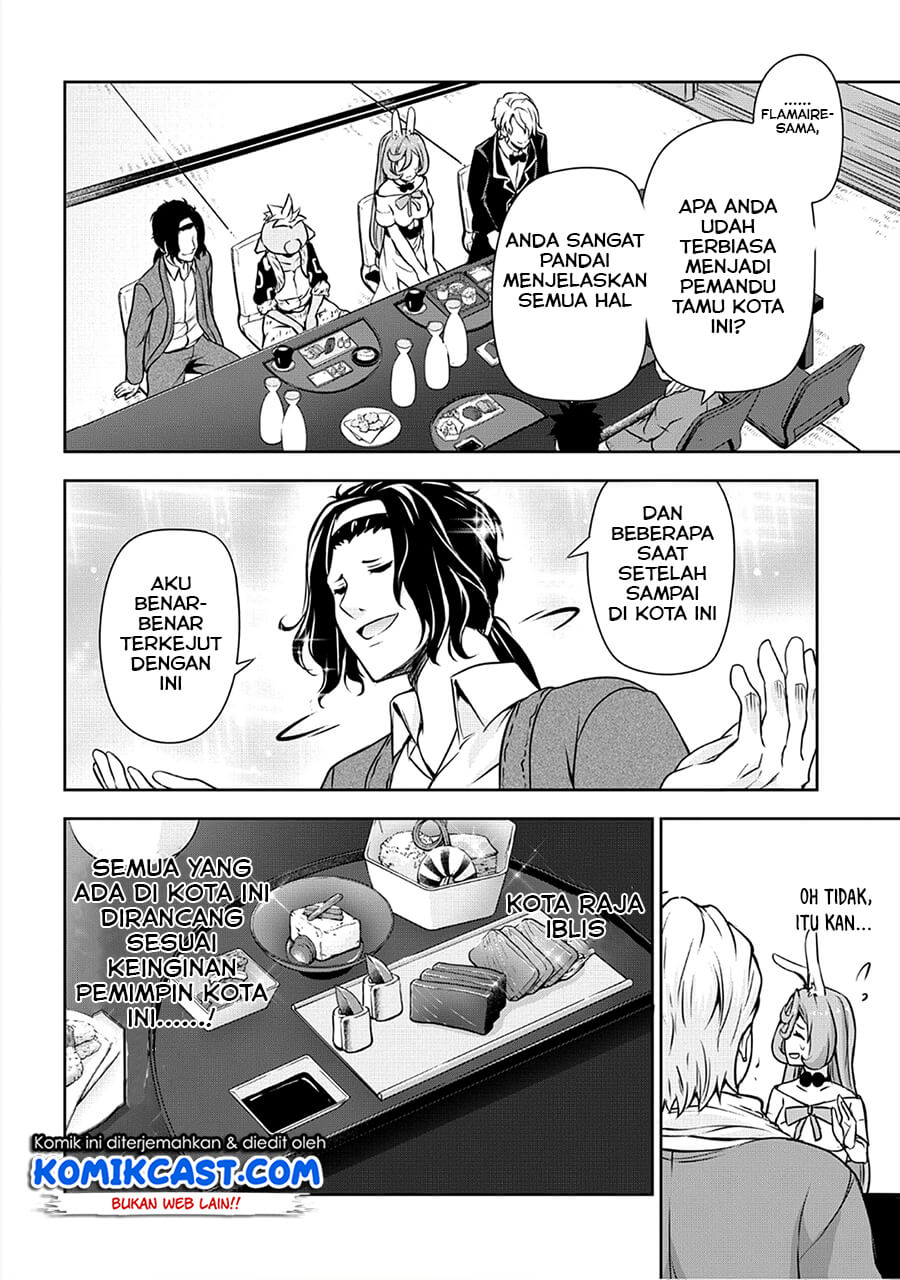 ......
FLAMAIRE-
SAMA,
APA ANDA
UDAH
TERBIASA
MENJADI
PEMANDU
TAMU KOTA
INI?
ANDA SANGAT
PANDAI
MENJELASKAN
SEMUA HAL
DAN
BEBERAPA
SAAT
SETELAH
SAMPAI
DI KOTA INI
AKU
BENAR-
BENAR
TERKEJUT
DENGAN
INI
OH TIDAK,
ITU KAN...
KOTA RAJA
IBLIS
SEMUA YANG
ADA DI KOTA INI
DIRANCANG
SESUAI
KEINGINAN
PEMIMPIN KOTA
INI.......!
Komik ini diterjemahkan & diedit oleh
KOMIKCAST.COM
BUKAN WEB LAIN!!